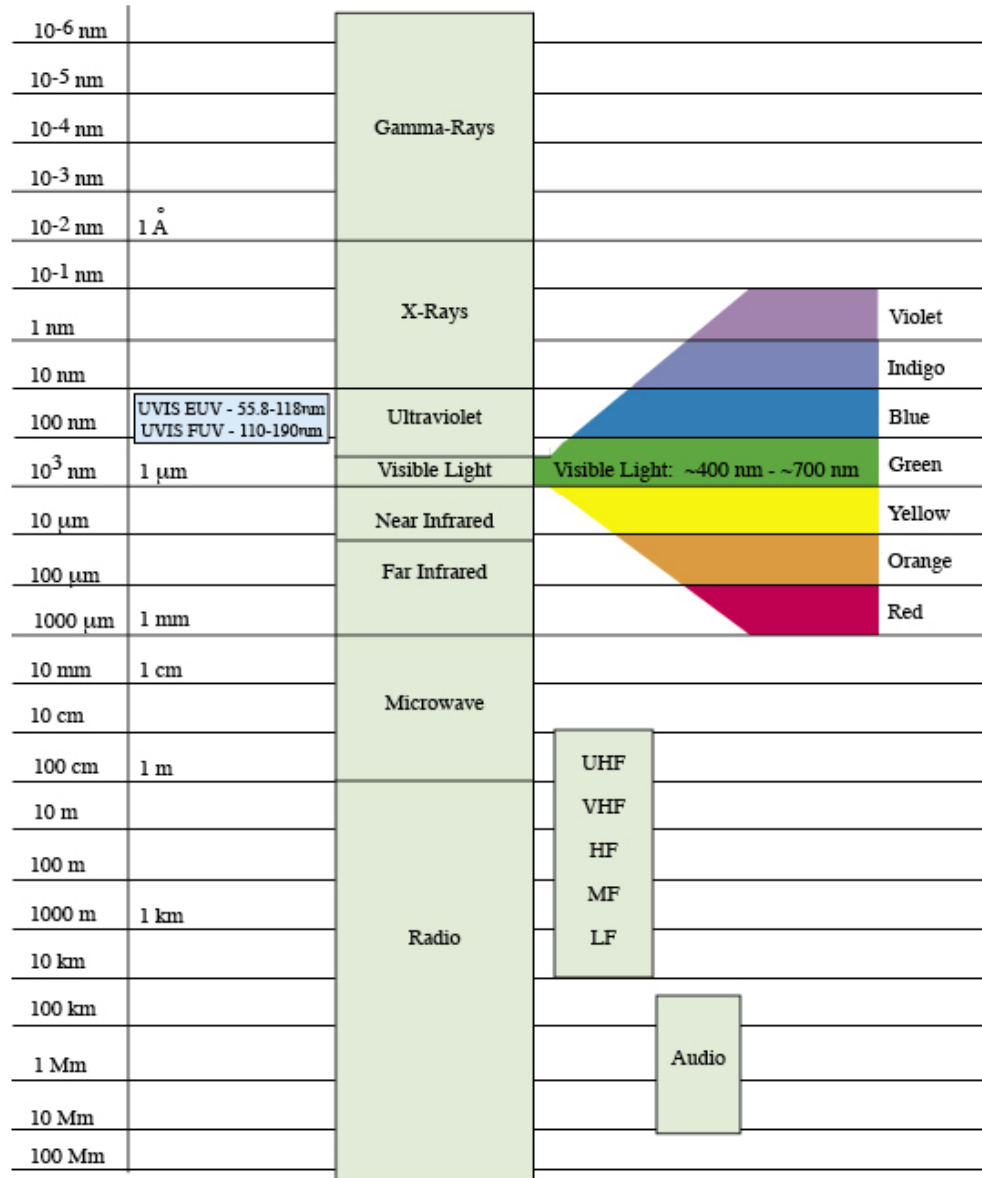 10-6 nm
10-5 nm
10-4 nm
Gamma-Rays
10-3 nm
10-2 nm 1 Å
10-1 nm
X-Rays
1 nm Violet
10 nm Indigo
UVIS EUV - 55.8-118nm
100 nm Ultraviolet Blue
UVIS FUV - 110-190nm
103 nm 1 μm Visible Light Visible Light: ~400 nm - ~700 nm Green
10 μm Near Infrared Yellow
100 μm Far Infrared Orange
1000 μm 1 mm Red
10 mm 1 cm
Microwave
10 cm
100 cm 1 m UHF
10 m VHF
100 m HF
MF
1000 m 1 km
Radio LF
10 km
100 km
1 Mm Audio
10 Mm
100 Mm